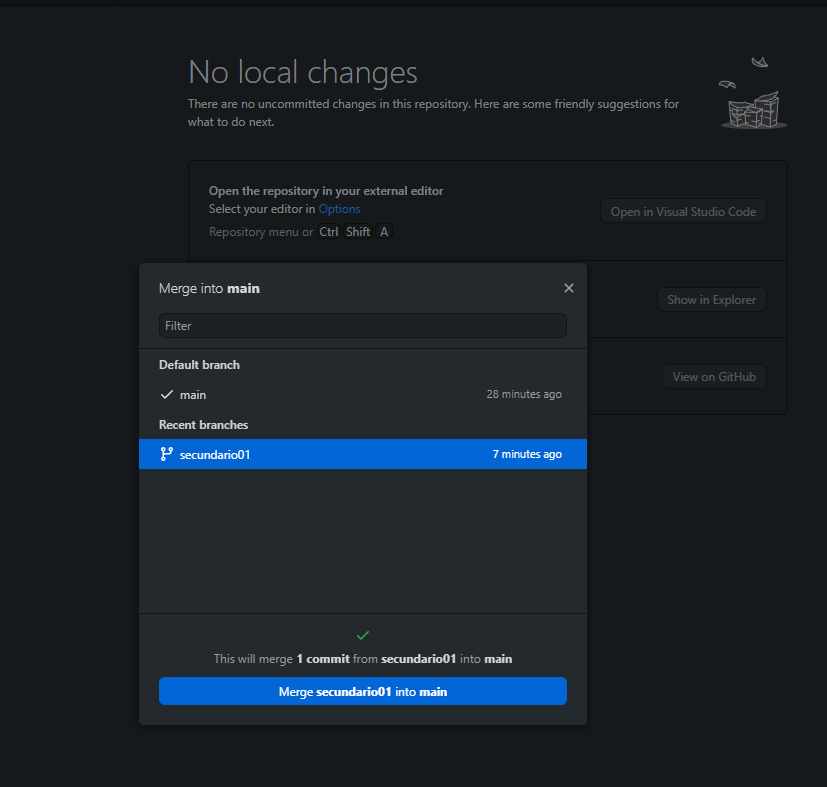 No local changes
There are no uncommitted changes in this repository. Here are some friendly suggestions for
what to do next.
Open the repository in your external editor
Select your editor in Options
Repository menu or Ctrl Shift A
Open in Visual Studio Code
Show in Explorer
View on GitHub
Merge into main
Filter
Default branch
main 28 minutes ago
Recent branches
secundario01 7 minutes ago
This will merge 1 commit from secundario01 into main
Merge secundario01 into main